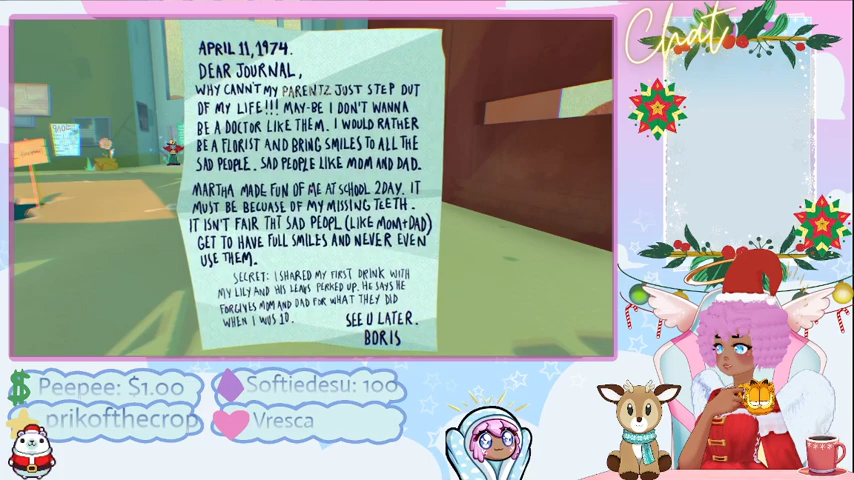 APRIL 11, 1974.
DEAR JOURNAL,
WHY CANN'T MY PARENTZ JUST STEP OUT
OF MY LIFE!!! MAY-BE I DON'T WANNA
BE A DOCTOR LIKE THEM. I WOULD RATHER
BE A FLORIST AND BRING SMILES TO ALL THE
SAD PEOPLE. SAD PEOPLE LIKE MOM AND DAD.
MARTHA MADE FUN OF ME AT SCHOOL 2DAY. IT
MUST BE BECUASE OF MY MISSING TEETH.
IT ISN'T FAIR THT SAD PEOPL (LIKE MOM+DAD)
GET TO HAVE FULL SMILES AND NEVER EVEN
USE THEM.
SECRET: I SHARED MY FIRST DRINK WITH
MY LILY AND HIS LEAVS PERKED UP. HE SAYS HE
FORGIVES MOM AND DAD FOR WHAT THEY DID
WHEN I WUS 10.
SEE U LATER.
BORIS
Chat
$ Peepee: $1.00
Softiedesu: 100
prikofthecrop
Vresca